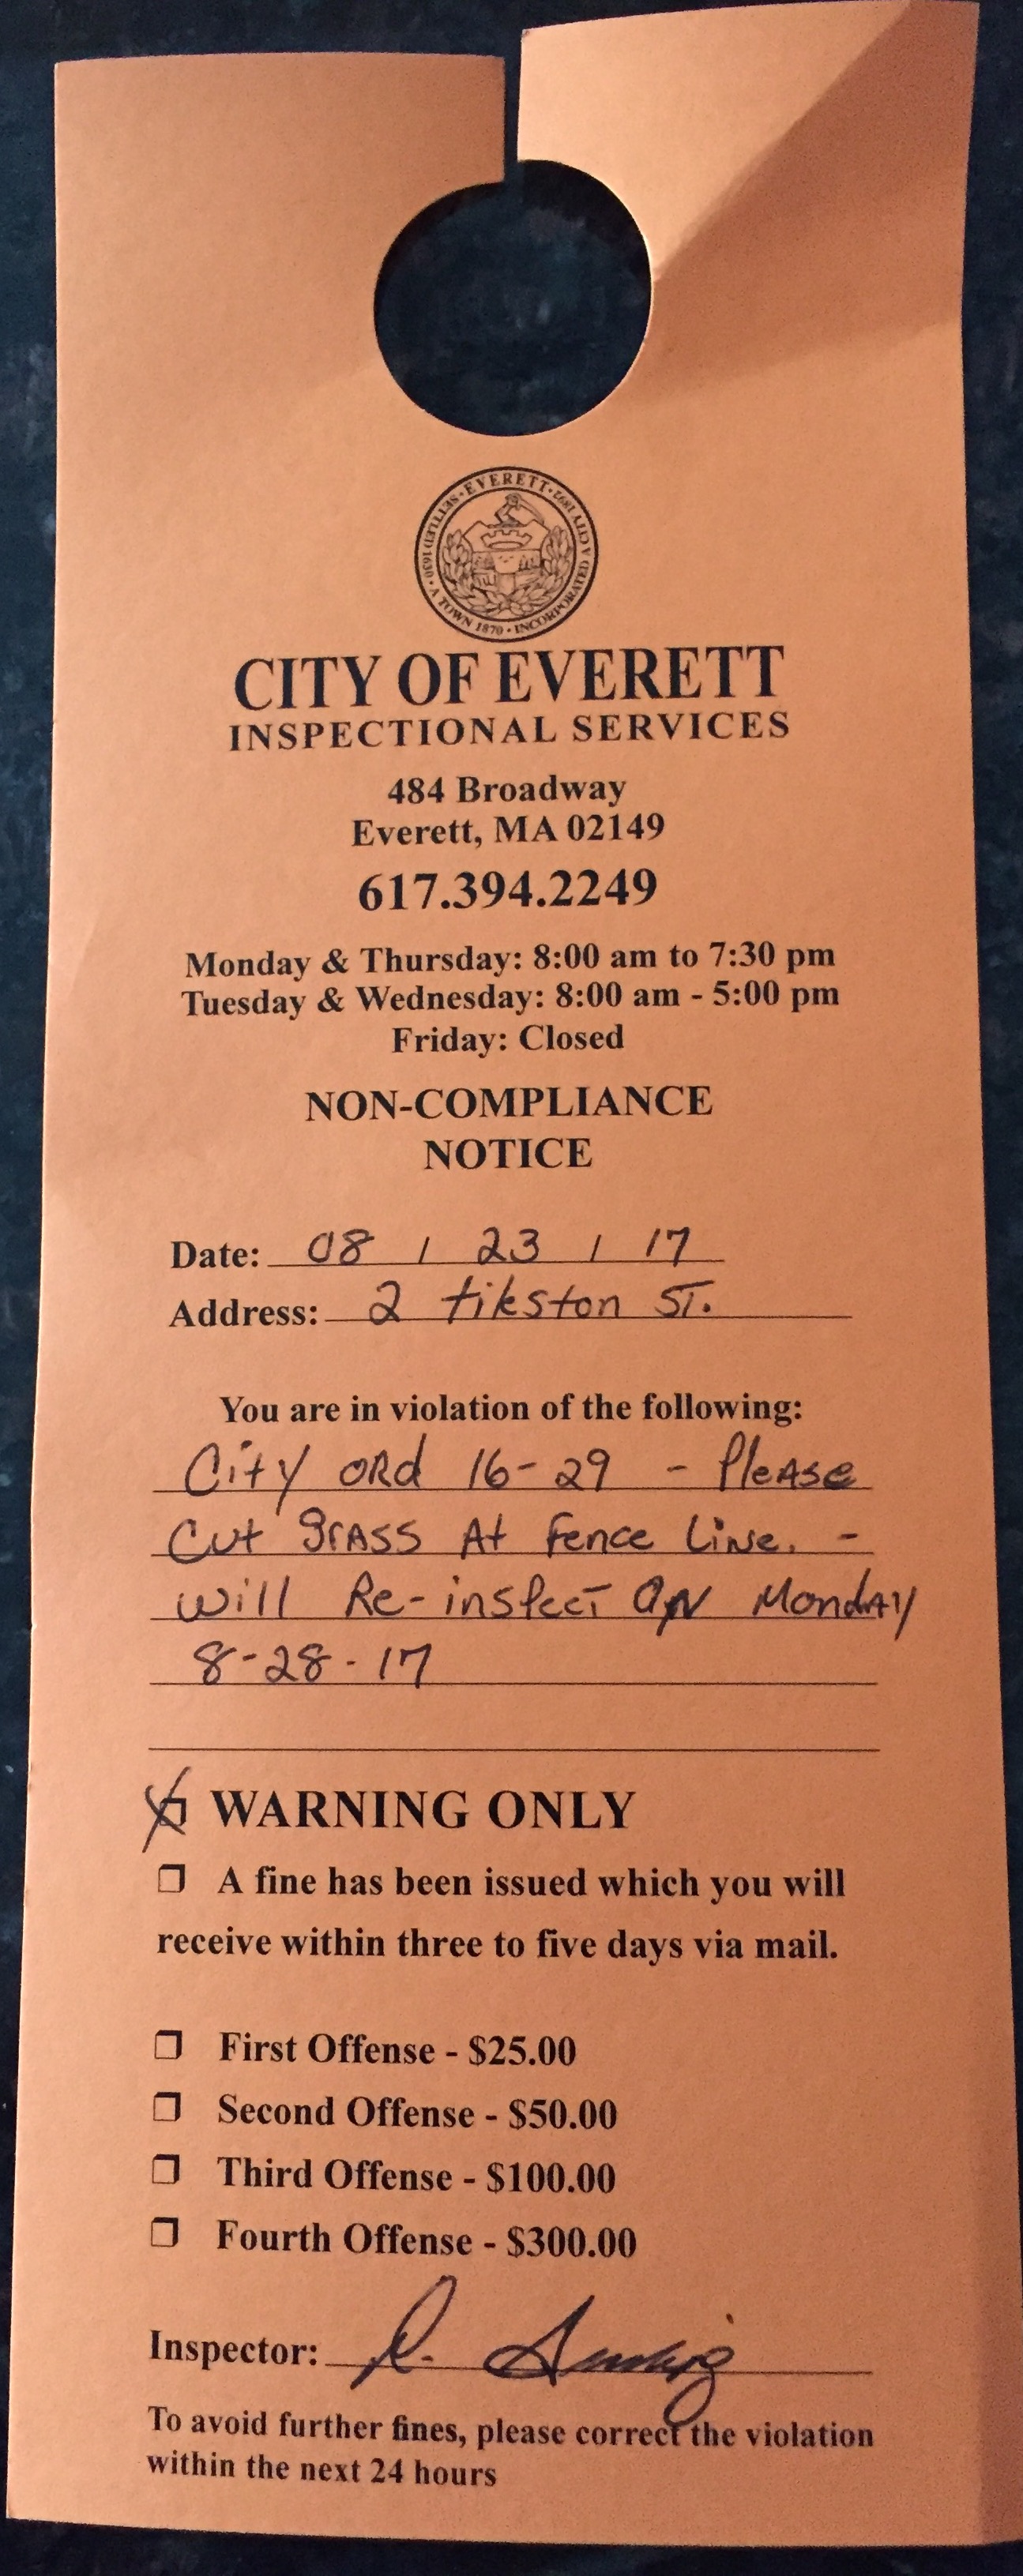 SETTLED 1630 · EVERETT · A CITY 1892
A TOWN 1870 · INCORPORATED
CITY OF EVERETT
INSPECTIONAL SERVICES
484 Broadway
Everett, MA 02149
617.394.2249
Monday & Thursday: 8:00 am to 7:30 pm
Tuesday & Wednesday: 8:00 am - 5:00 pm
Friday: Closed
NON-COMPLIANCE
NOTICE
Date: 08 / 23 / 17
Address: 2 tikston ST.
You are in violation of the following:
City ORd 16-29 - PleAse
Cut grASS At Fence LiNe. -
will Re-inspecT ON MondAy
8-28-17
WARNING ONLY
A fine has been issued which you will
receive within three to five days via mail.
First Offense - $25.00
Second Offense - $50.00
Third Offense - $100.00
Fourth Offense - $300.00
Inspector: R.
To avoid further fines, please correct the violation
within the next 24 hours